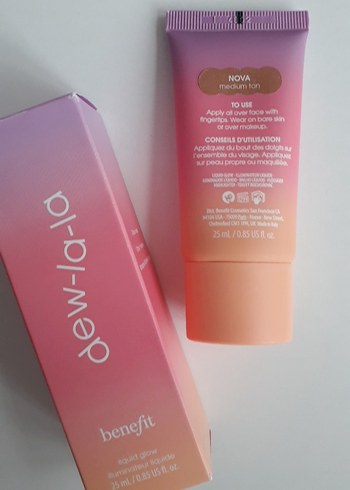 dew-la-la
benefit
liquid glow
illuminateur liquide
25 mL / 0.85 US fl. oz.
NOVA
medium tan
TO USE
Apply all over face with
fingertips. Wear on bare skin
or over makeup.
CONSEILS D'UTILISATION
Appliquez du bout des doigts sur
l'ensemble du visage. Appliquez
sur peau propre ou maquillée.
25 mL / 0.85 US fl. oz.